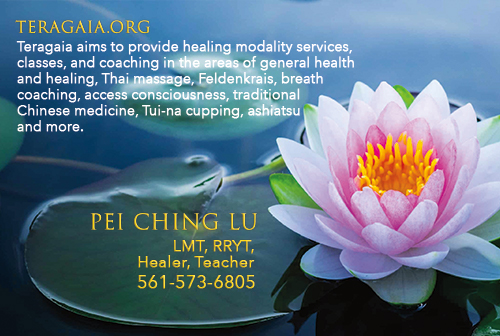 TERAGAIA.ORG
Teragaia aims to provide healing modality services,
classes, and coaching in the areas of general health
and healing, Thai massage, Feldenkrais, breath
coaching, access consciousness, traditional
Chinese medicine, Tui-na cupping, ashiatsu
and more.
PEI CHING LU
LMT, RRYT,
Healer, Teacher
561-573-6805